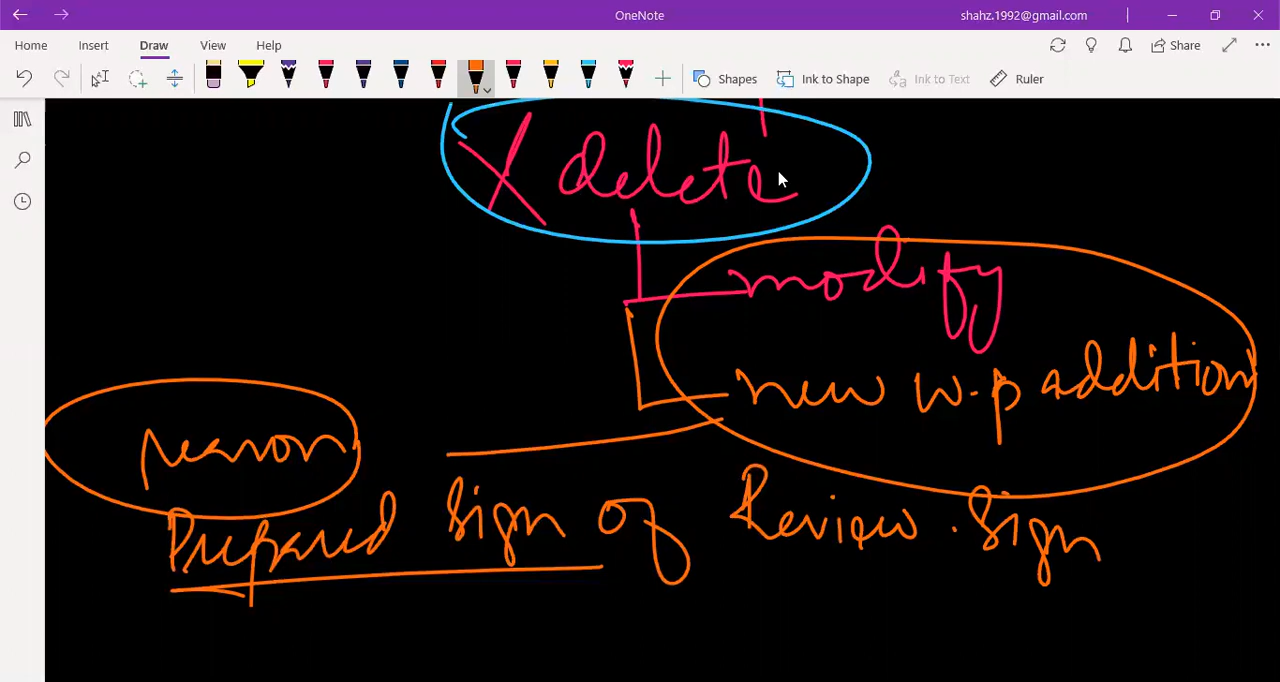 OneNote
shahz.1992@gmail.com
Home Insert Draw View Help
Share
Shapes Ink to Shape Ink to Text Ruler
X delete
modify
new w.p addition
reason
Prepared sign of Review. Sign